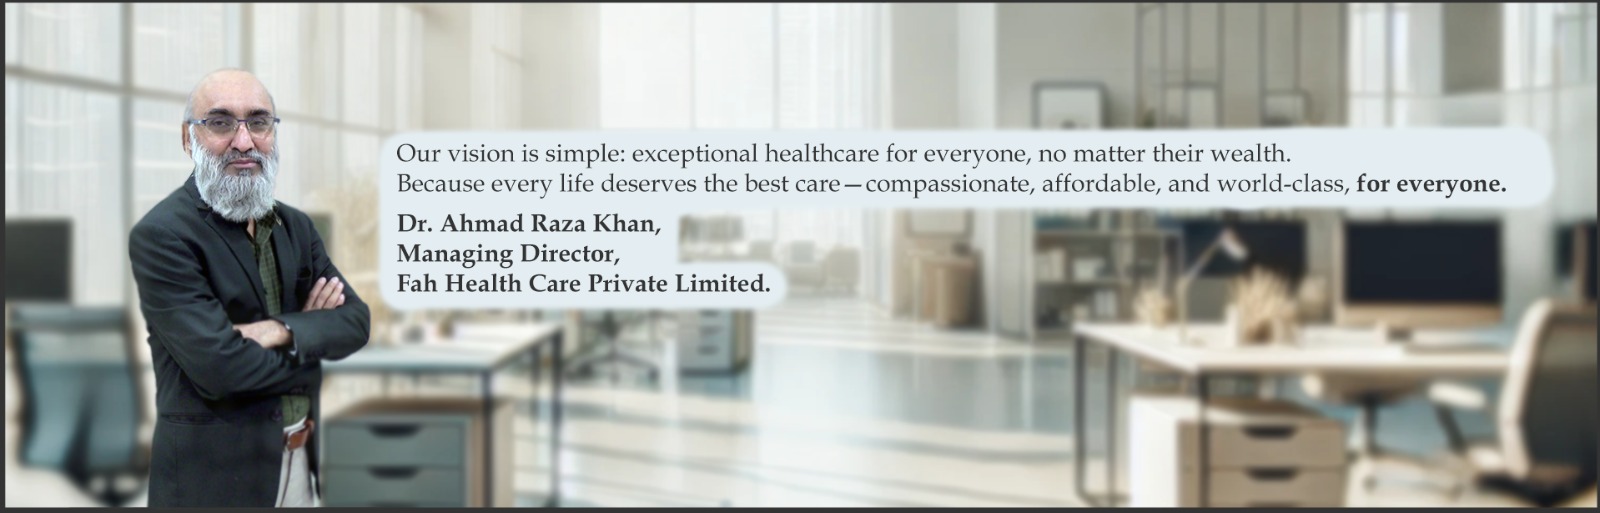 Our vision is simple: exceptional healthcare for everyone, no matter their wealth.
Because every life deserves the best care—compassionate, affordable, and world-class, for everyone.
Dr. Ahmad Raza Khan,
Managing Director,
Fah Health Care Private Limited.